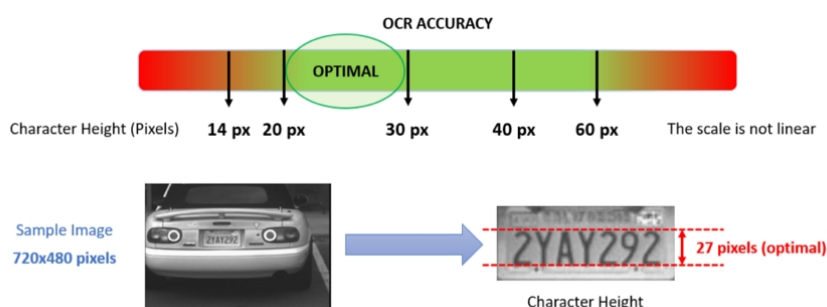 OCR ACCURACY
OPTIMAL
Character Height (Pixels) 14 px 20 px 30 px 40 px 60 px The scale is not linear
Sample Image
720x480 pixels
2YAY292
2YAY292
27 pixels (optimal)
Character Height